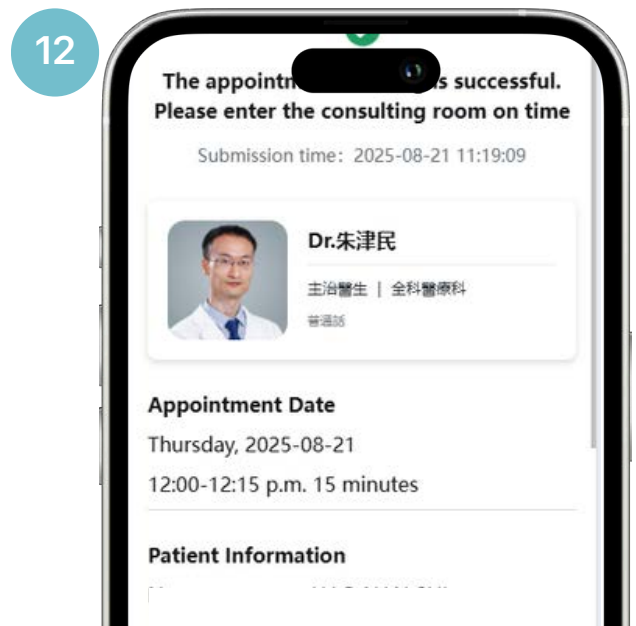 12
The appointn s successful.
Please enter the consulting room on time
Submission time: 2025-08-21 11:19:09
Dr.朱津民
主治醫生 | 全科醫療科
普通話
Appointment Date
Thursday, 2025-08-21
12:00-12:15 p.m. 15 minutes
Patient Information